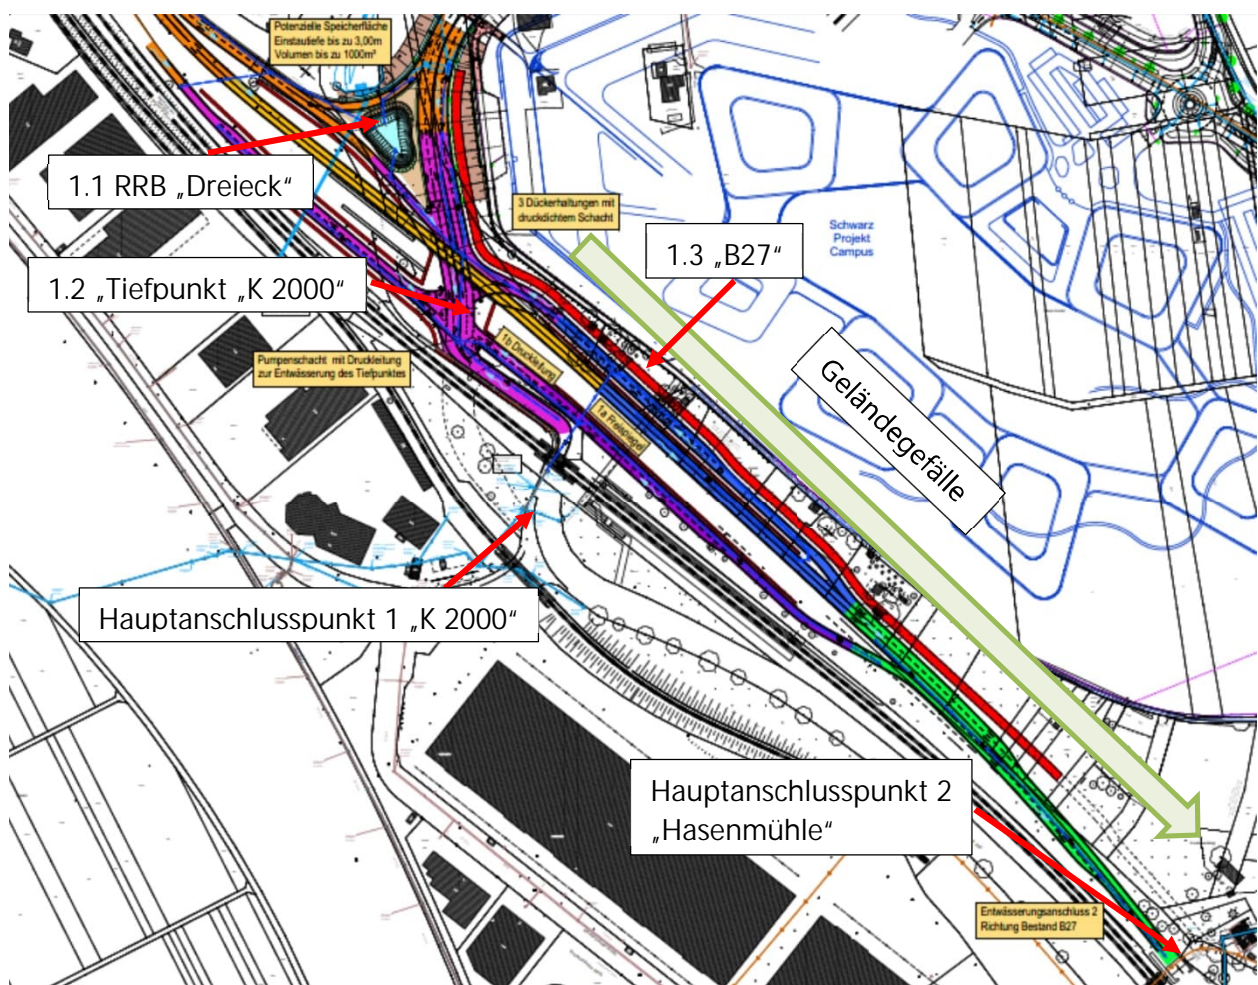 Potenzielle Speicherfläche
Einstautiefe bis zu 3,00m
Volumen bis zu 1000m³
1.1 RRB „Dreieck“
3 Dückerhaltungen mit
druckdichtem Schacht
1.3 „B27“
Schwarz
Projekt
Campus
1.2 „Tiefpunkt „K 2000“
1b Druckleitung
Pumpenschacht mit Druckleitung
zur Entwässerung des Tiefpunktes
1a Freispiegel
Geländegefälle
Hauptanschlusspunkt 1 „K 2000“
Hauptanschlusspunkt 2
„Hasenmühle“
Entwässerungsanschluss 2
Richtung Bestand B27